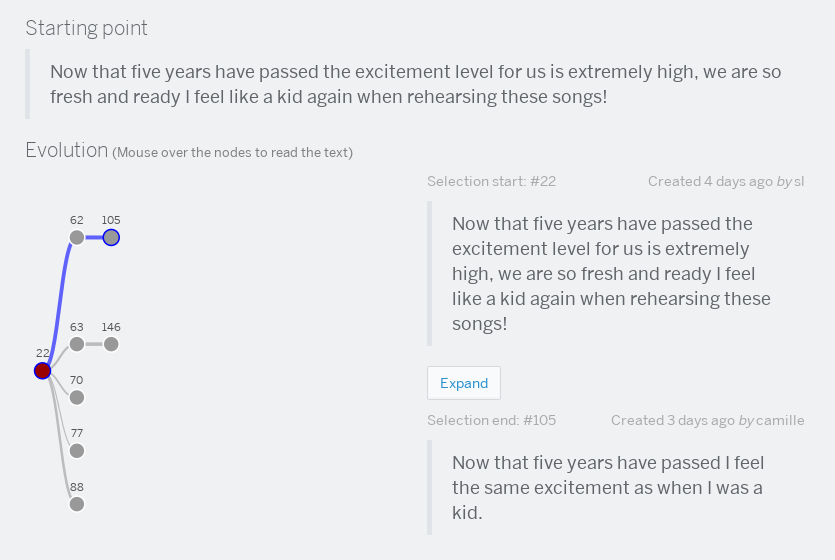 Starting point
Now that five years have passed the excitement level for us is extremely high, we are so
fresh and ready I feel like a kid again when rehearsing these songs!
Evolution (Mouse over the nodes to read the text)
Selection start: #22
Created 4 days ago by sl
Now that five years have passed the
excitement level for us is extremely
high, we are so fresh and ready I feel
like a kid again when rehearsing these
songs!
Expand
Selection end: #105
Created 3 days ago by camille
Now that five years have passed I feel
the same excitement as when I was a
kid.
62
105
63
146
22
70
77
88